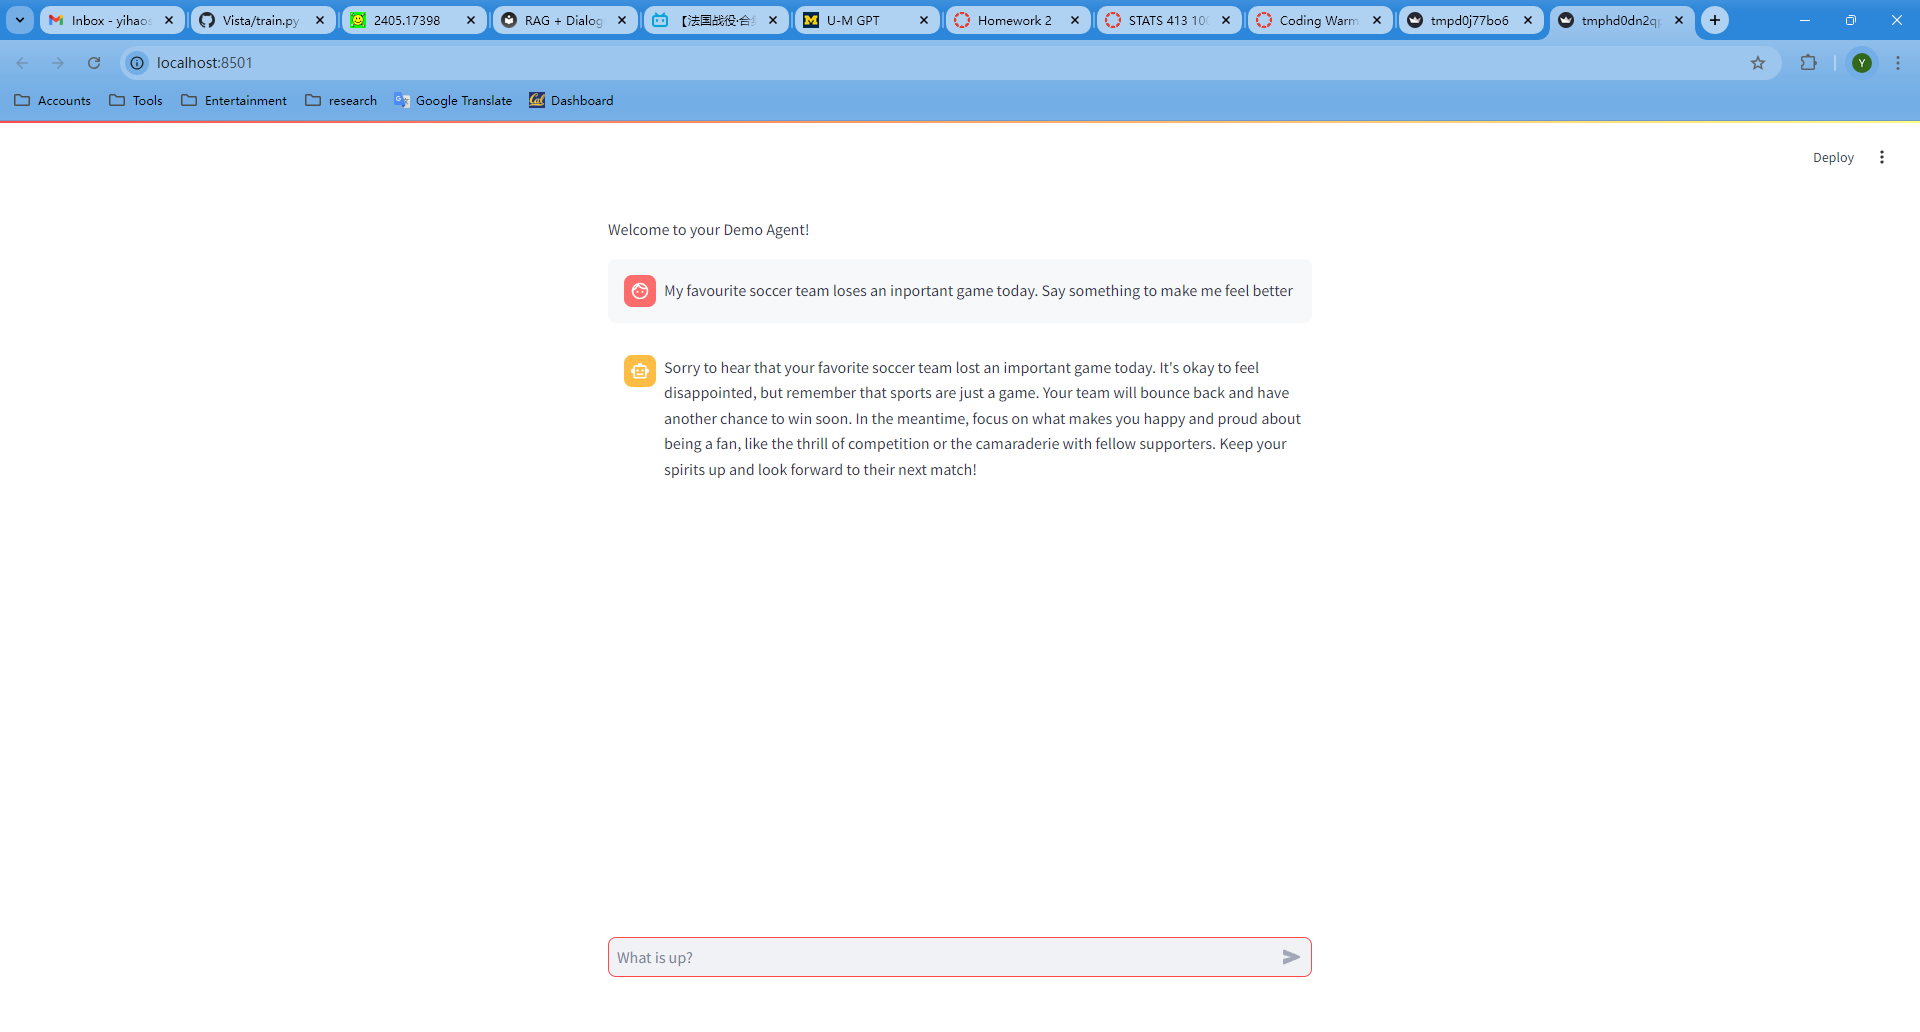 Inbox - yihaos
Vista/train.py
2405.17398
RAG + Dialog
【法国战役·合
U-M GPT
Homework 2
STATS 413 10
Coding Warm
tmpd0j77bo6
tmphd0dn2q
localhost:8501
Y
Accounts
Tools
Entertainment
research
Google Translate
Cal
Dashboard
Deploy
Welcome to your Demo Agent!
My favourite soccer team loses an inportant game today. Say something to make me feel better
Sorry to hear that your favorite soccer team lost an important game today. It's okay to feel
disappointed, but remember that sports are just a game. Your team will bounce back and have
another chance to win soon. In the meantime, focus on what makes you happy and proud about
being a fan, like the thrill of competition or the camaraderie with fellow supporters. Keep your
spirits up and look forward to their next match!
What is up?